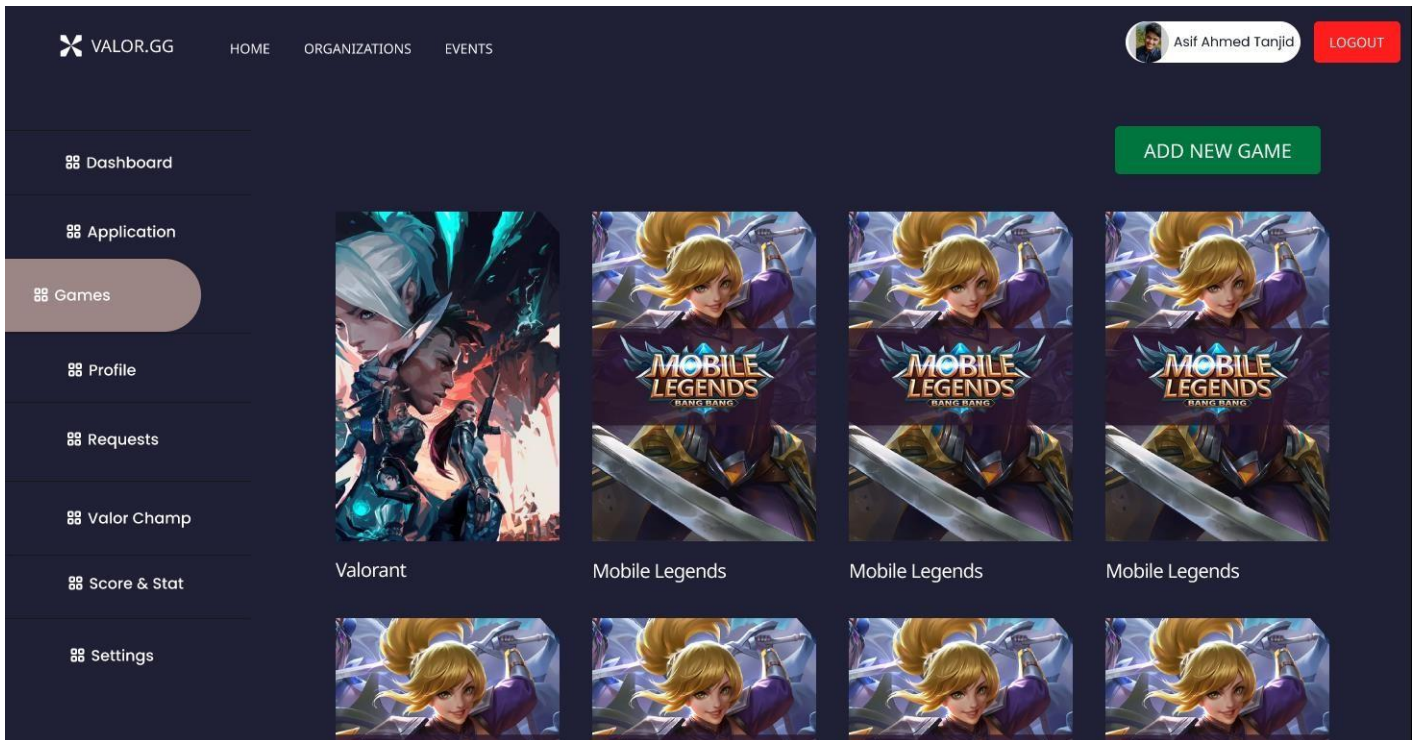 VALOR.GG
HOME
ORGANIZATIONS
EVENTS
Asif Ahmed Tanjid
LOGOUT
ADD NEW GAME
Dashboard
Application
Games
Profile
Requests
Valor Champ
Score & Stat
Settings
MOBILE
LEGENDS
BANG BANG
MOBILE
LEGENDS
BANG BANG
MOBILE
LEGENDS
BANG BANG
Valorant
Mobile Legends
Mobile Legends
Mobile Legends